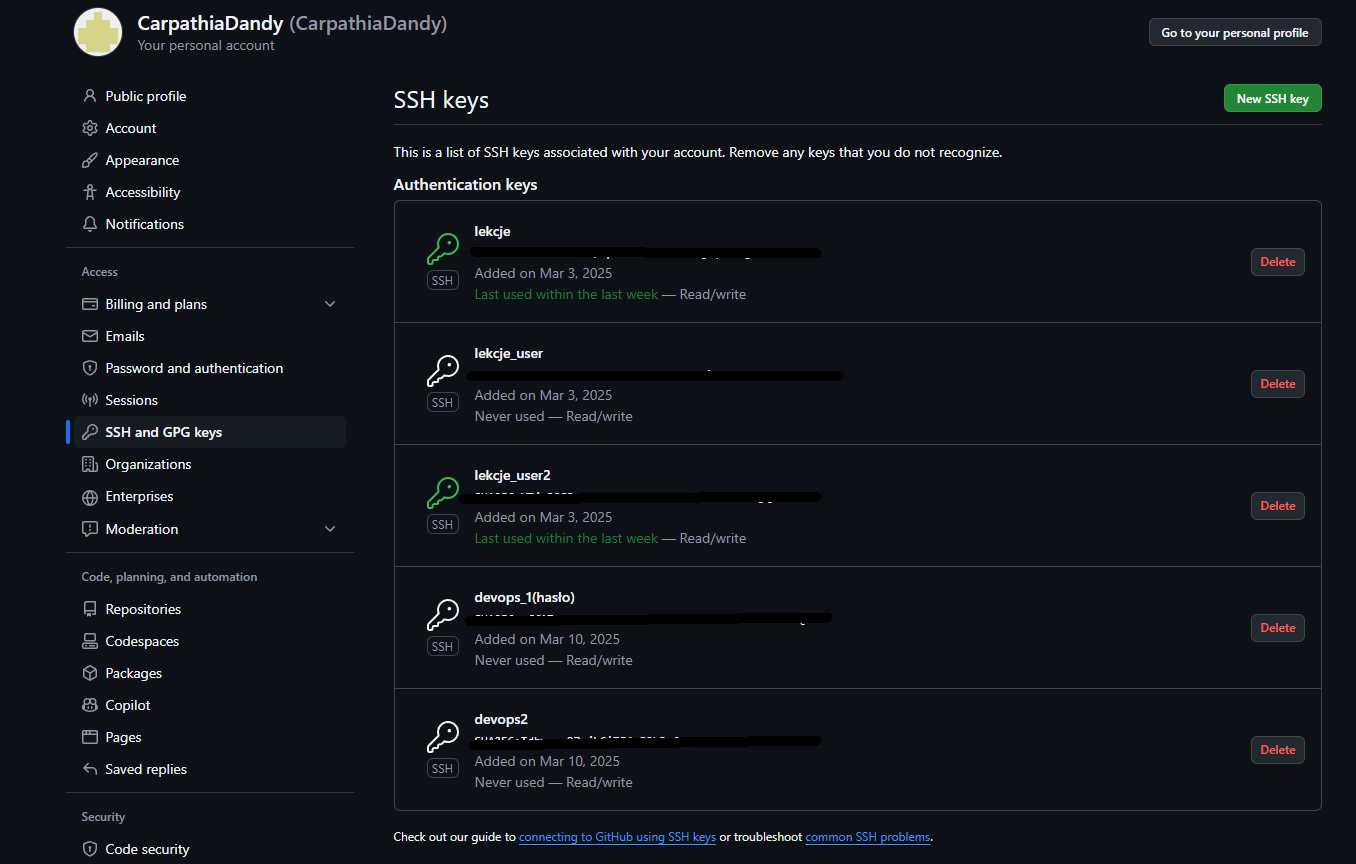 CarpathiaDandy (CarpathiaDandy)
Your personal account
Go to your personal profile
Public profile
Account
Appearance
Accessibility
Notifications
Access
Billing and plans
Emails
Password and authentication
Sessions
SSH and GPG keys
Organizations
Enterprises
Moderation
Code, planning, and automation
Repositories
Codespaces
Packages
Copilot
Pages
Saved replies
Security
Code security
SSH keys
New SSH key
This is a list of SSH keys associated with your account. Remove any keys that you do not recognize.
Authentication keys
lekcje
SSH
Added on Mar 3, 2025
Last used within the last week — Read/write
Delete
lekcje_user
SSH
Added on Mar 3, 2025
Never used — Read/write
Delete
lekcje_user2
SSH
Added on Mar 3, 2025
Last used within the last week — Read/write
Delete
devops_1(hasło)
SSH
Added on Mar 10, 2025
Never used — Read/write
Delete
devops2
SSH
Added on Mar 10, 2025
Never used — Read/write
Delete
Check out our guide to connecting to GitHub using SSH keys or troubleshoot common SSH problems.